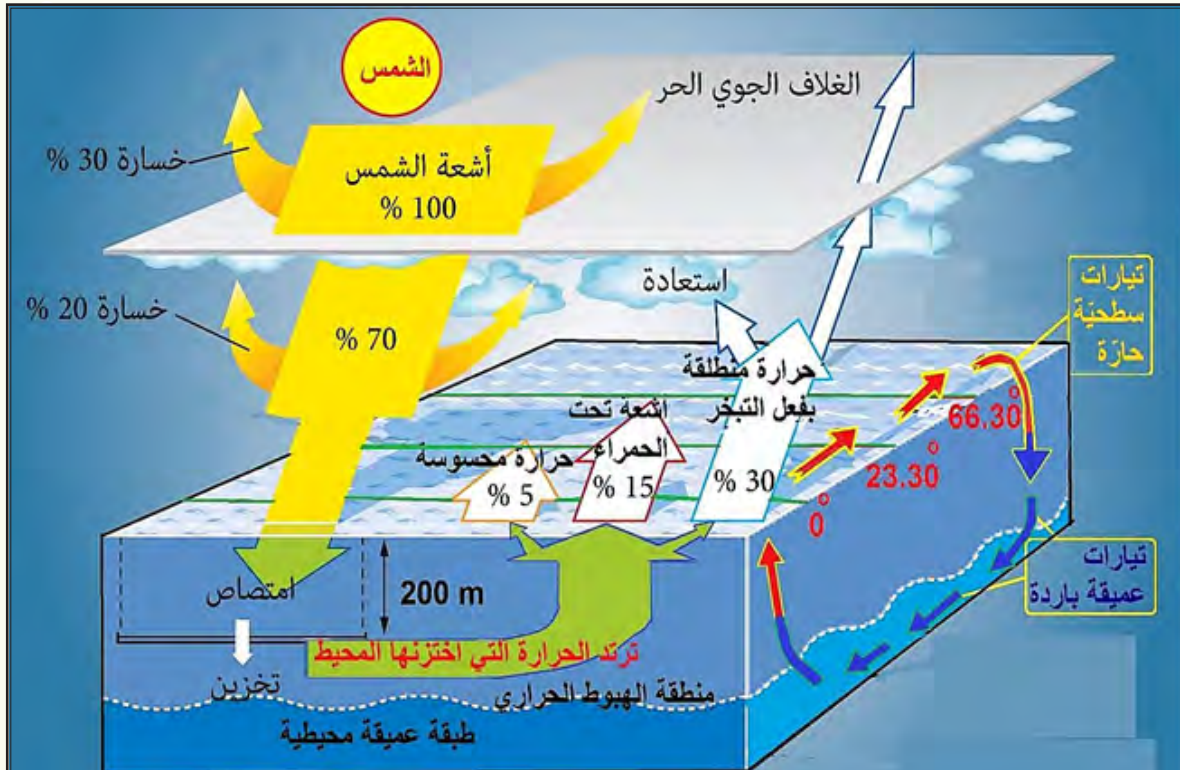 الشمس
الغلاف الجوي الحر
خسارة 30 %
أشعة الشمس
% 100
استعادة
خسارة 20 %
% 70
تيارات
سطحيّة
حارّة
حرارة منطلقة
بفعل التبخر
أشعة تحت
الحمراء
حرارة محسوسة
% 5
% 15
% 30
66.30°
23.30°
0°
امتصاص
200 m
تيارات
عميقة باردة
ترتد الحرارة التي اختزنها المحيط
تخزين
منطقة الهبوط الحراري
طبقة عميقة محيطية